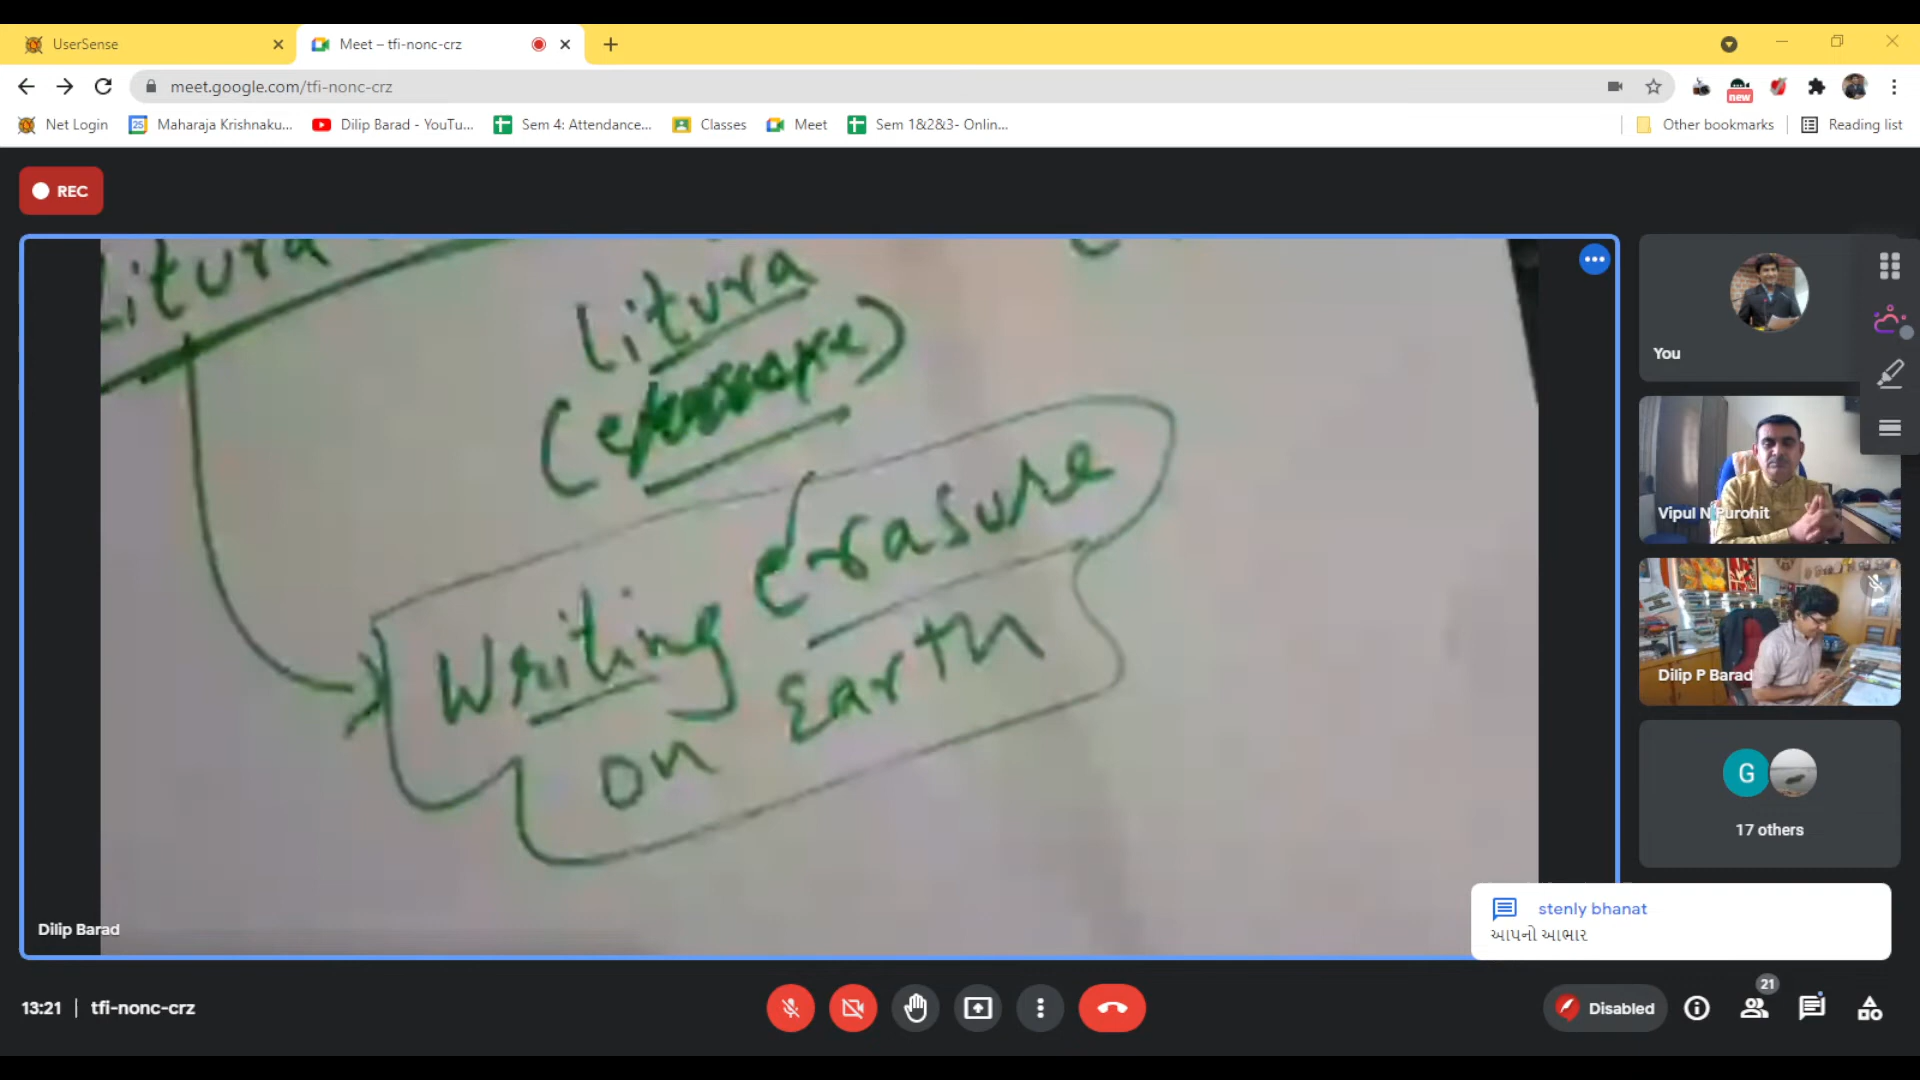 UserSense
Meet – tfi-nonc-crz
meet.google.com/tfi-nonc-crz
new
Net Login
25
Maharaja Krishnaku...
Dilip Barad - YouTu...
Sem 4: Attendance...
Classes
Meet
Sem 1&2&3- Onlin...
Other bookmarks
Reading list
REC
Litura
Litura
Writing erasure
on Earth
Dilip Barad
You
Vipul N Purohit
Dilip P Barad
G
17 others
stenly bhanat
આપનો આભાર
13:21 | tfi-nonc-crz
Disabled
21